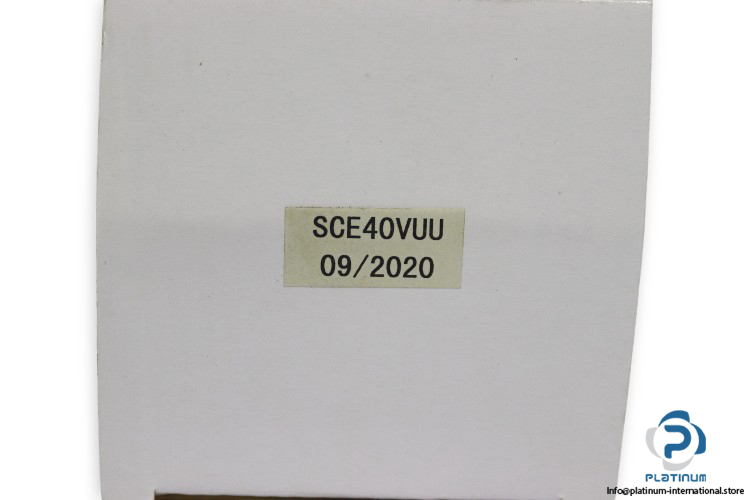 SCE40VUU
09/2020
PLATINUM
Info@platinum-international.store